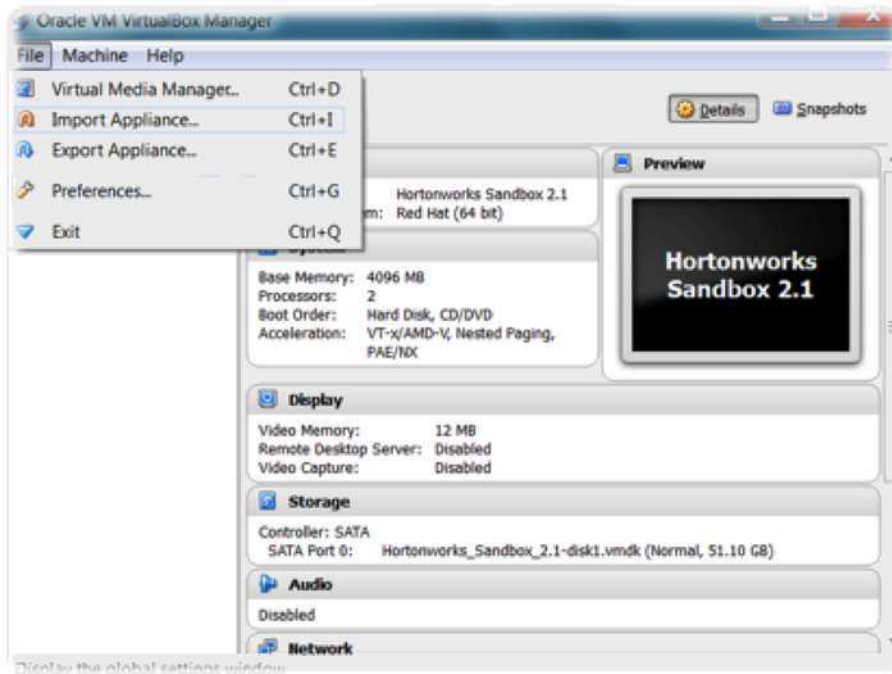 Oracle VM VirtualBox Manager
File Machine Help
Virtual Media Manager... Ctrl+D
Import Appliance... Ctrl+I
Export Appliance... Ctrl+E
Preferences... Ctrl+G
Exit Ctrl+Q
Details Snapshots
Hortonworks Sandbox 2.1
m: Red Hat (64 bit)
Preview
Hortonworks
Sandbox 2.1
Base Memory: 4096 MB
Processors: 2
Boot Order: Hard Disk, CD/DVD
Acceleration: VT-x/AMD-V, Nested Paging,
PAE/NX
Display
Video Memory: 12 MB
Remote Desktop Server: Disabled
Video Capture: Disabled
Storage
Controller: SATA
SATA Port 0: Hortonworks_Sandbox_2.1-disk1.vmdk (Normal, 51.10 GB)
Audio
Disabled
Network
Display the global settings window